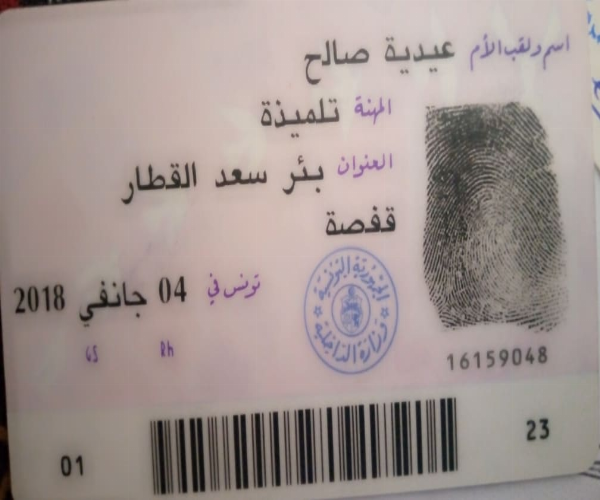 اسم ولقب الأم عيدية صالح
المهنة تلميذة
العنوان بئر سعد القطار
قفصة
تونس في 04 جانفي 2018
GS Rh
الجمهورية التونسية
وزارة الداخلية
16159048
01
23